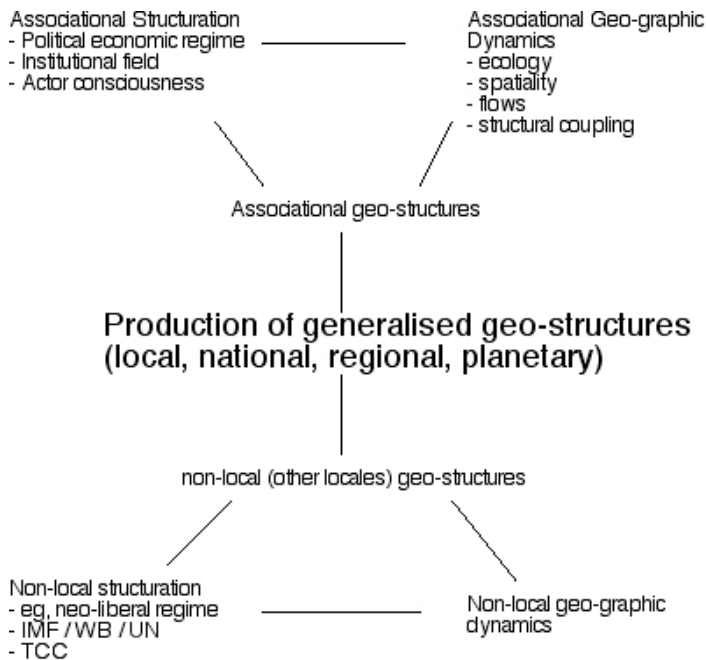 Associational Structuration
- Political economic regime
- Institutional field
- Actor consciousness
Associational Geo-graphic
Dynamics
- ecology
- spatiality
- flows
- structural coupling
Associational geo-structures
Production of generalised geo-structures
(local, national, regional, planetary)
non-local (other locales) geo-structures
Non-local structuration
- eg, neo-liberal regime
- IMF / WB / UN
- TCC
Non-local geo-graphic
dynamics